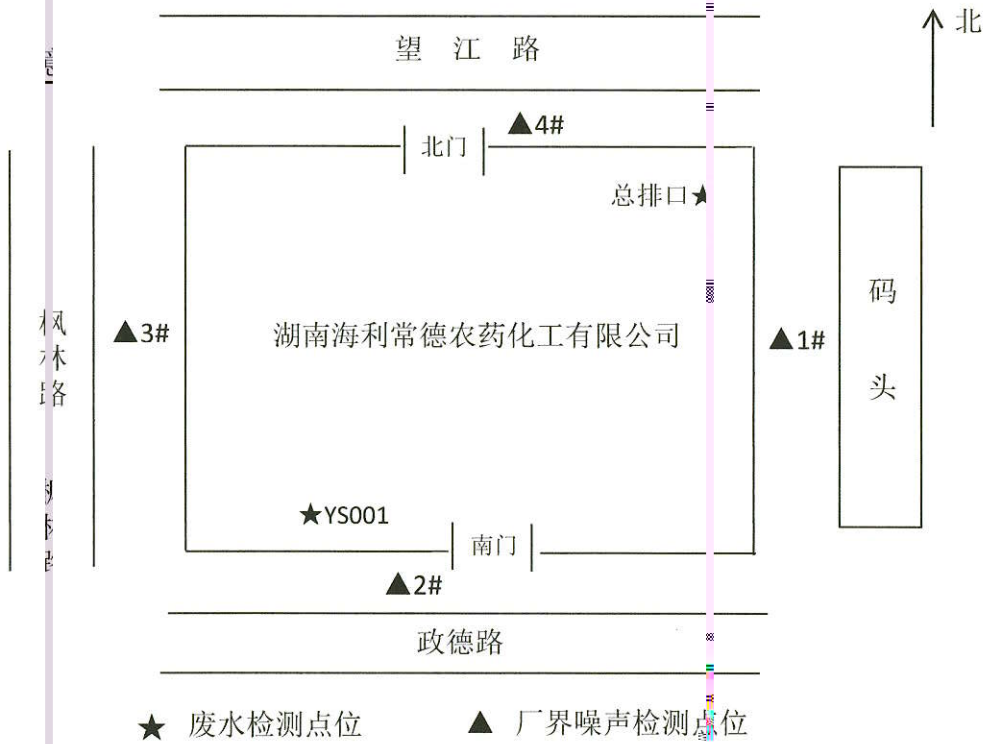 望 江 路
北
▲4#
北门
总排口★
枫林路
▲3#
湖南海利常德农药化工有限公司
▲1#
码头
★YS001
南门
▲2#
政德路
★ 废水检测点位
▲ 厂界噪声检测点位